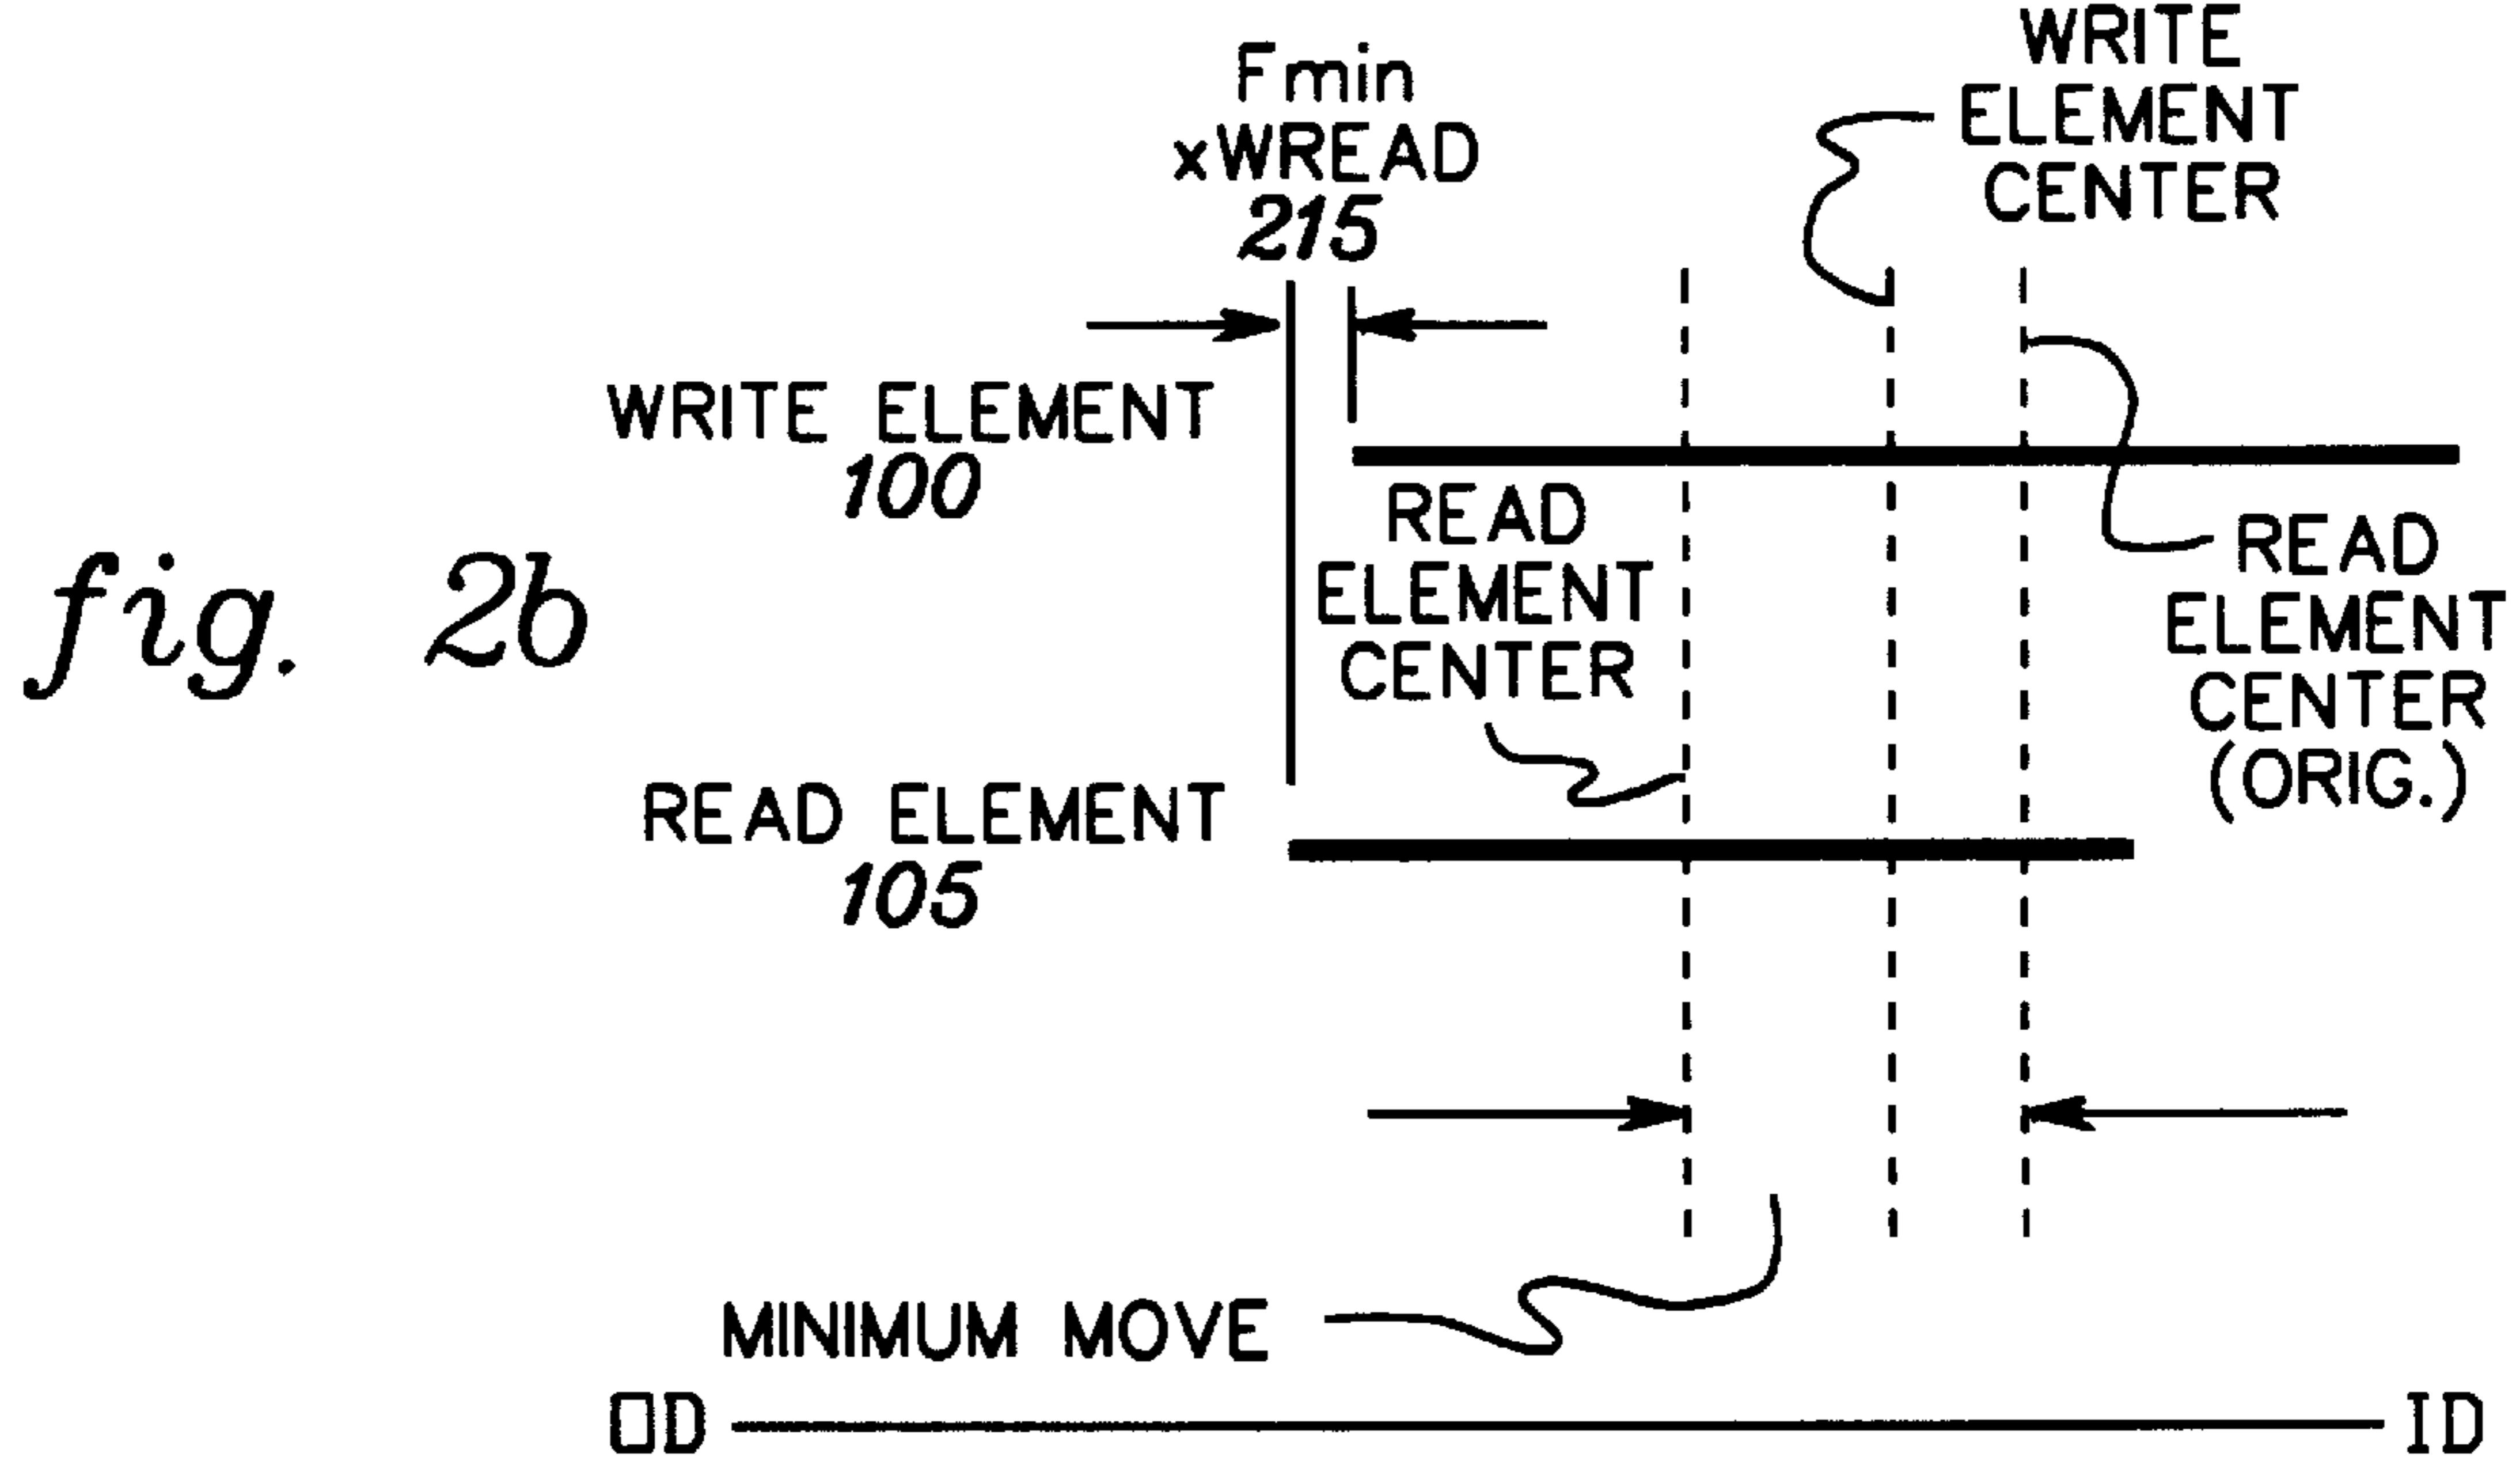 Fmin
xWREAD
215
WRITE
ELEMENT
CENTER
WRITE ELEMENT
100
fig. 2b
READ
ELEMENT
CENTER
READ
ELEMENT
CENTER
(ORIG.)
READ ELEMENT
105
MINIMUM MOVE
OD
ID